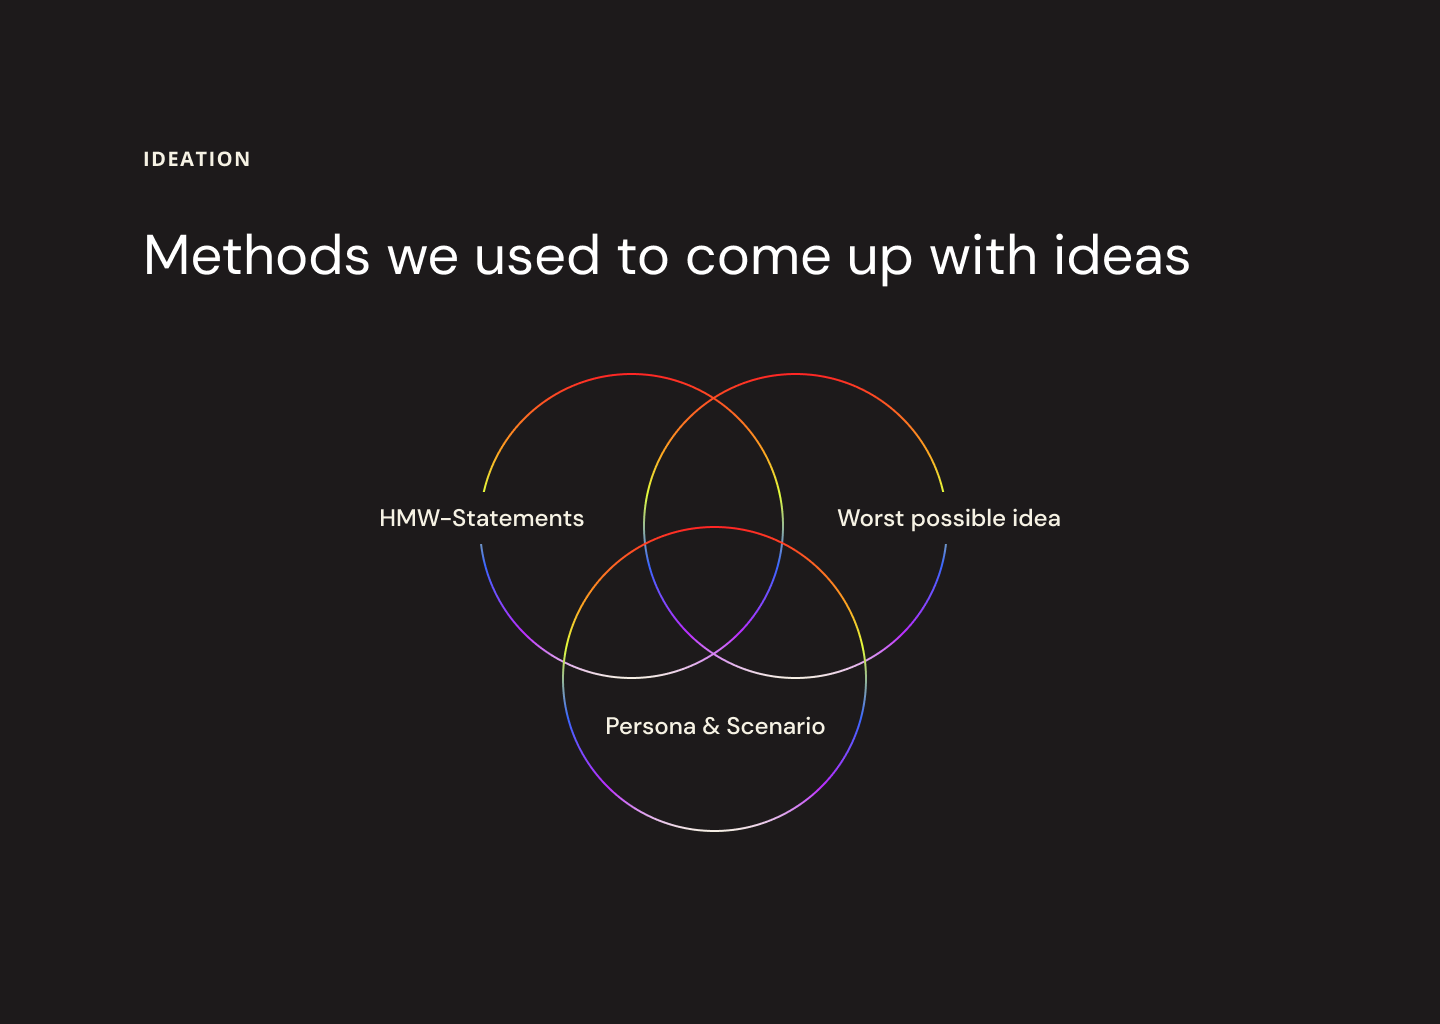 IDEATION
Methods we used to come up with ideas
HMW-Statements
Worst possible idea
Persona & Scenario